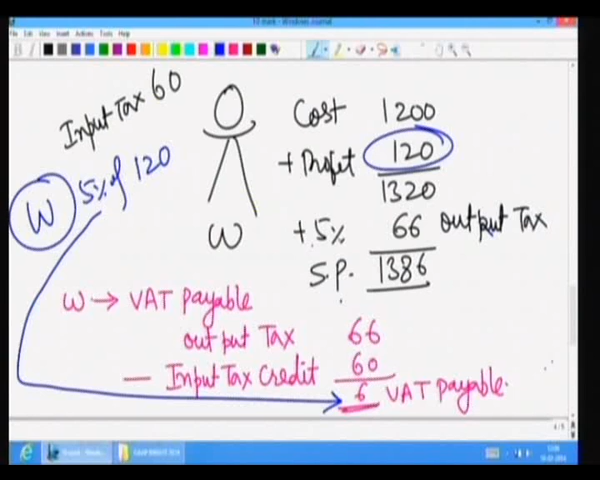 Input Tax 60
Cost 1200
+ Profit 120
1320
+ 5% 66 output Tax
S.P. 1386
W 5% of 120
W
W → VAT payable
output Tax 66
— Input Tax Credit 60
6 VAT payable.